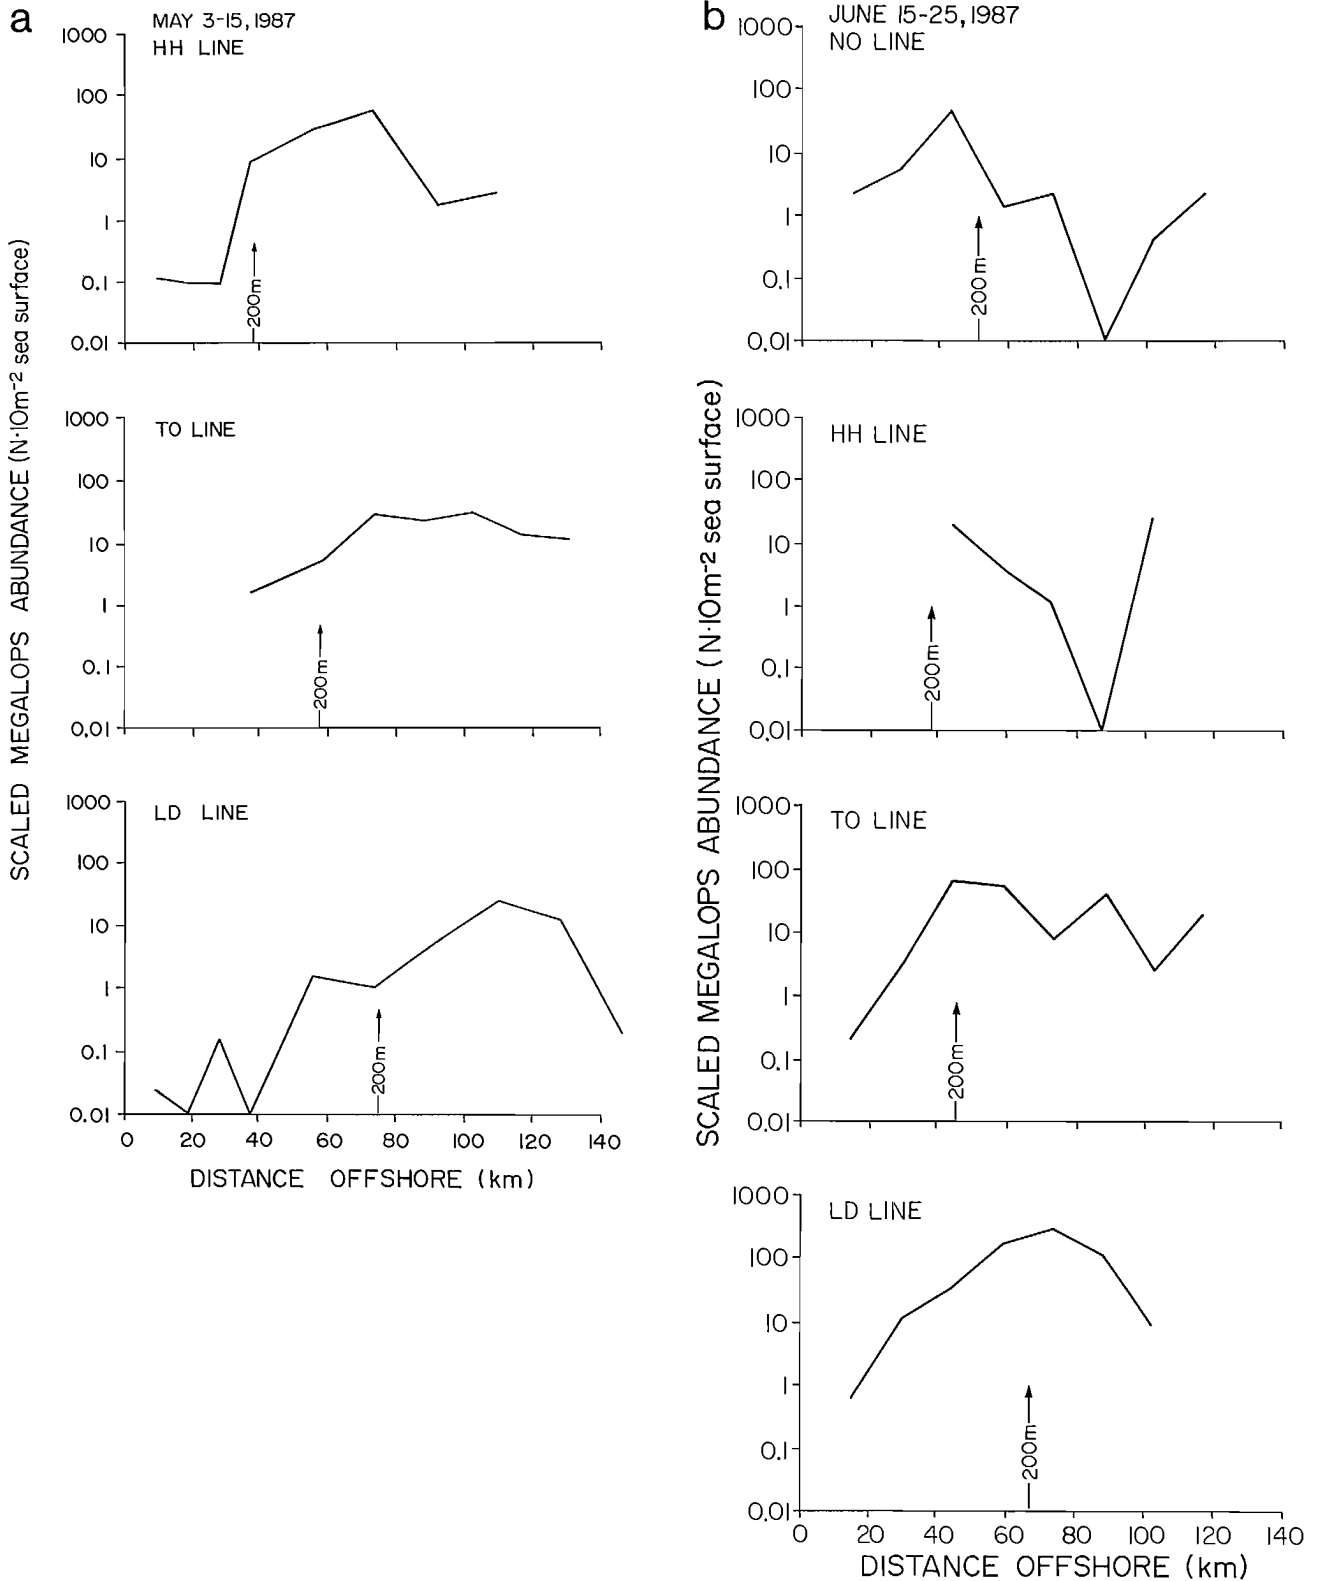 a
MAY 3-15, 1987
HH LINE
1000
100
10
1
0.1
0.01
200m
TO LINE
1000
100
10
1
0.1
0.01
200m
LD LINE
1000
100
10
1
0.1
0.01
200m
0 20 40 60 80 100 120 140
DISTANCE OFFSHORE (km)
SCALED MEGALOPS ABUNDANCE (N·10m⁻² sea surface)
b
JUNE 15-25, 1987
NO LINE
1000
100
10
1
0.1
0.01
200m
HH LINE
1000
100
10
1
0.1
0.01
200m
TO LINE
1000
100
10
1
0.1
0.01
200m
LD LINE
1000
100
10
1
0.1
0.01
200m
0 20 40 60 80 100 120 140
DISTANCE OFFSHORE (km)
SCALED MEGALOPS ABUNDANCE (N·10m⁻² sea surface)